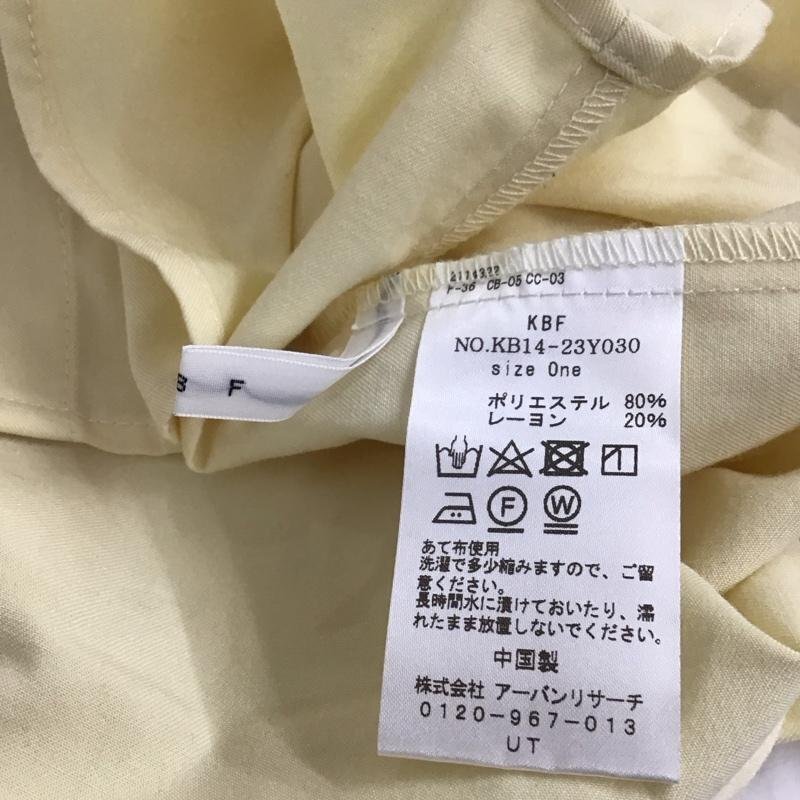 F-36 CB-05 CC-03
KBF
NO.KB14-23Y030
size One
ポリエステル 80%
レーヨン 20%
F W
あて布使用
洗濯で多少縮みますので、ご留
意ください。
長時間水に漬けておいたり、濡
れたまま放置しないでください。
中国製
株式会社 アーバンリサーチ
0120-967-013
UT
B F